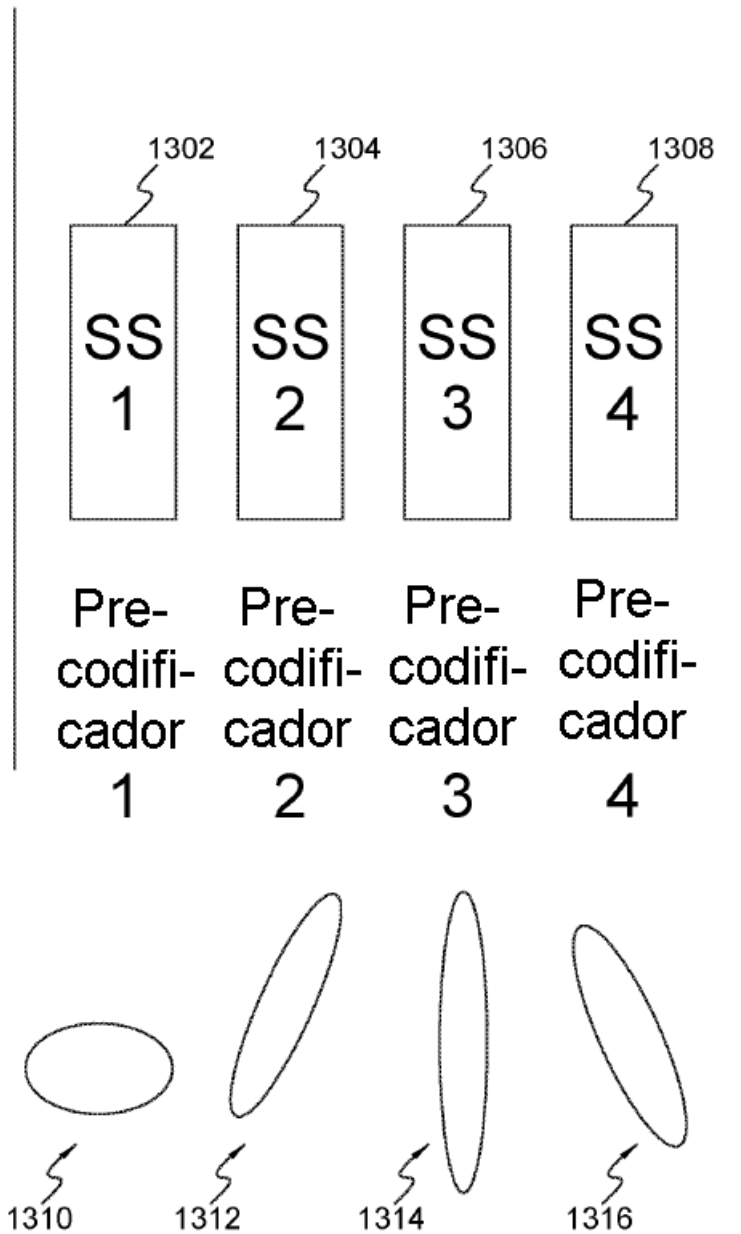 1302 1304 1306 1308
SS SS SS SS
1 2 3 4
Pre- Pre- Pre- Pre-
codifi- codifi- codifi- codifi-
cador cador cador cador
1 2 3 4
1310 1312 1314 1316